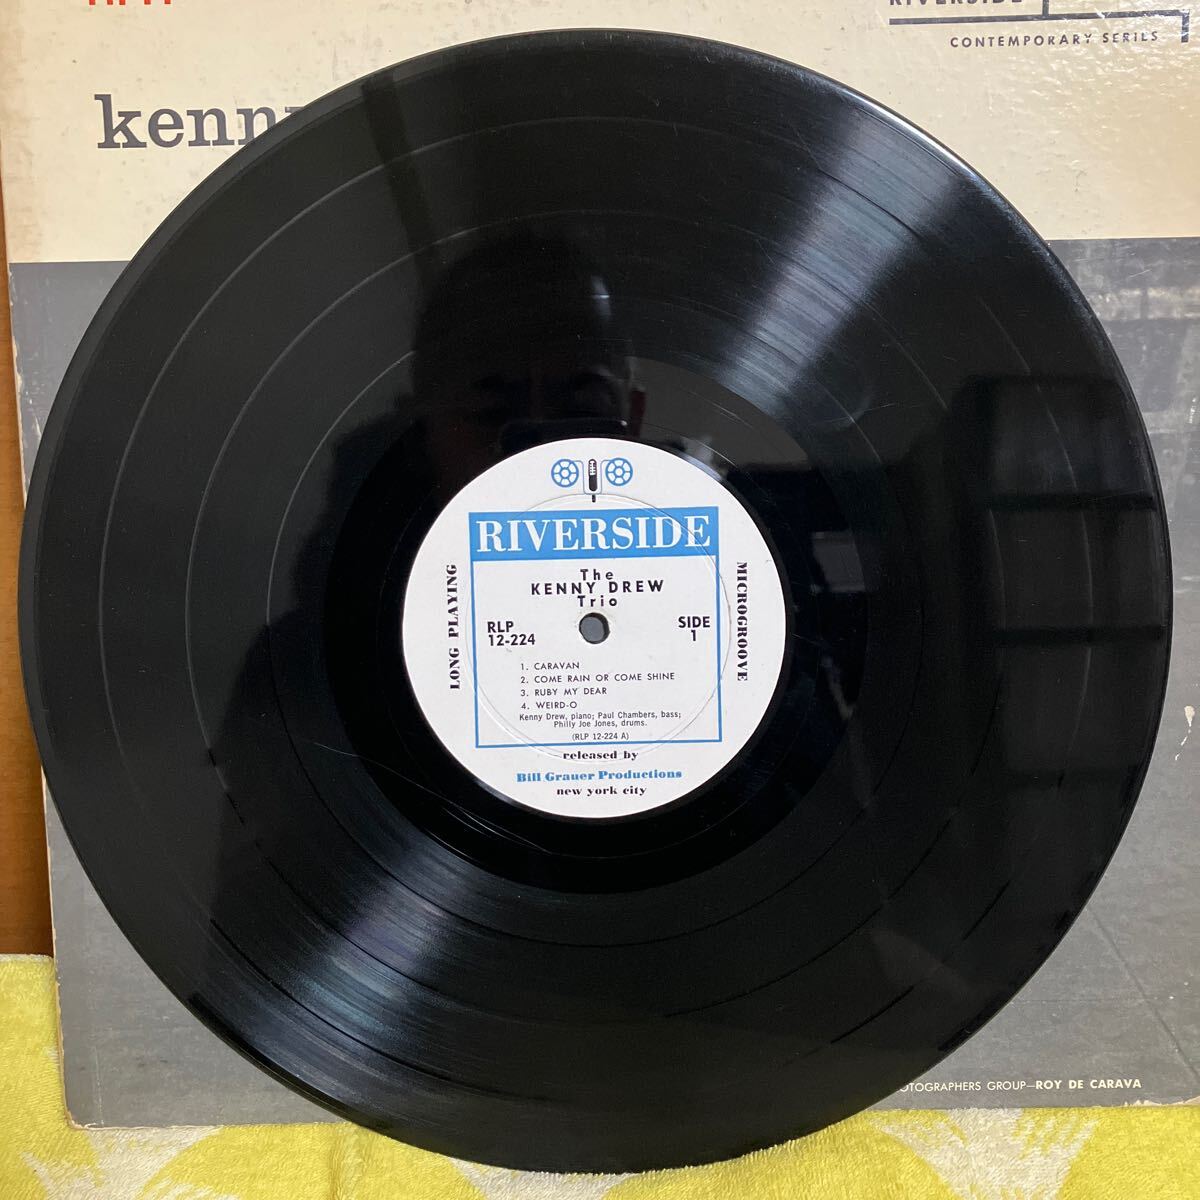 RIVERSIDE
CONTEMPORARY SERIES
kenny
RIVERSIDE
The
KENNY DREW
Trio
LONG PLAYING
MICROGROOVE
RLP
12-224
SIDE
1
1. CARAVAN
2. COME RAIN OR COME SHINE
3. RUBY MY DEAR
4. WEIRD-O
Kenny Drew, piano; Paul Chambers, bass;
Philly Joe Jones, drums.
(RLP 12-224 A)
released by
Bill Grauer Productions
new york city
OTOGRAPHERS GROUP—ROY DE CARAVA